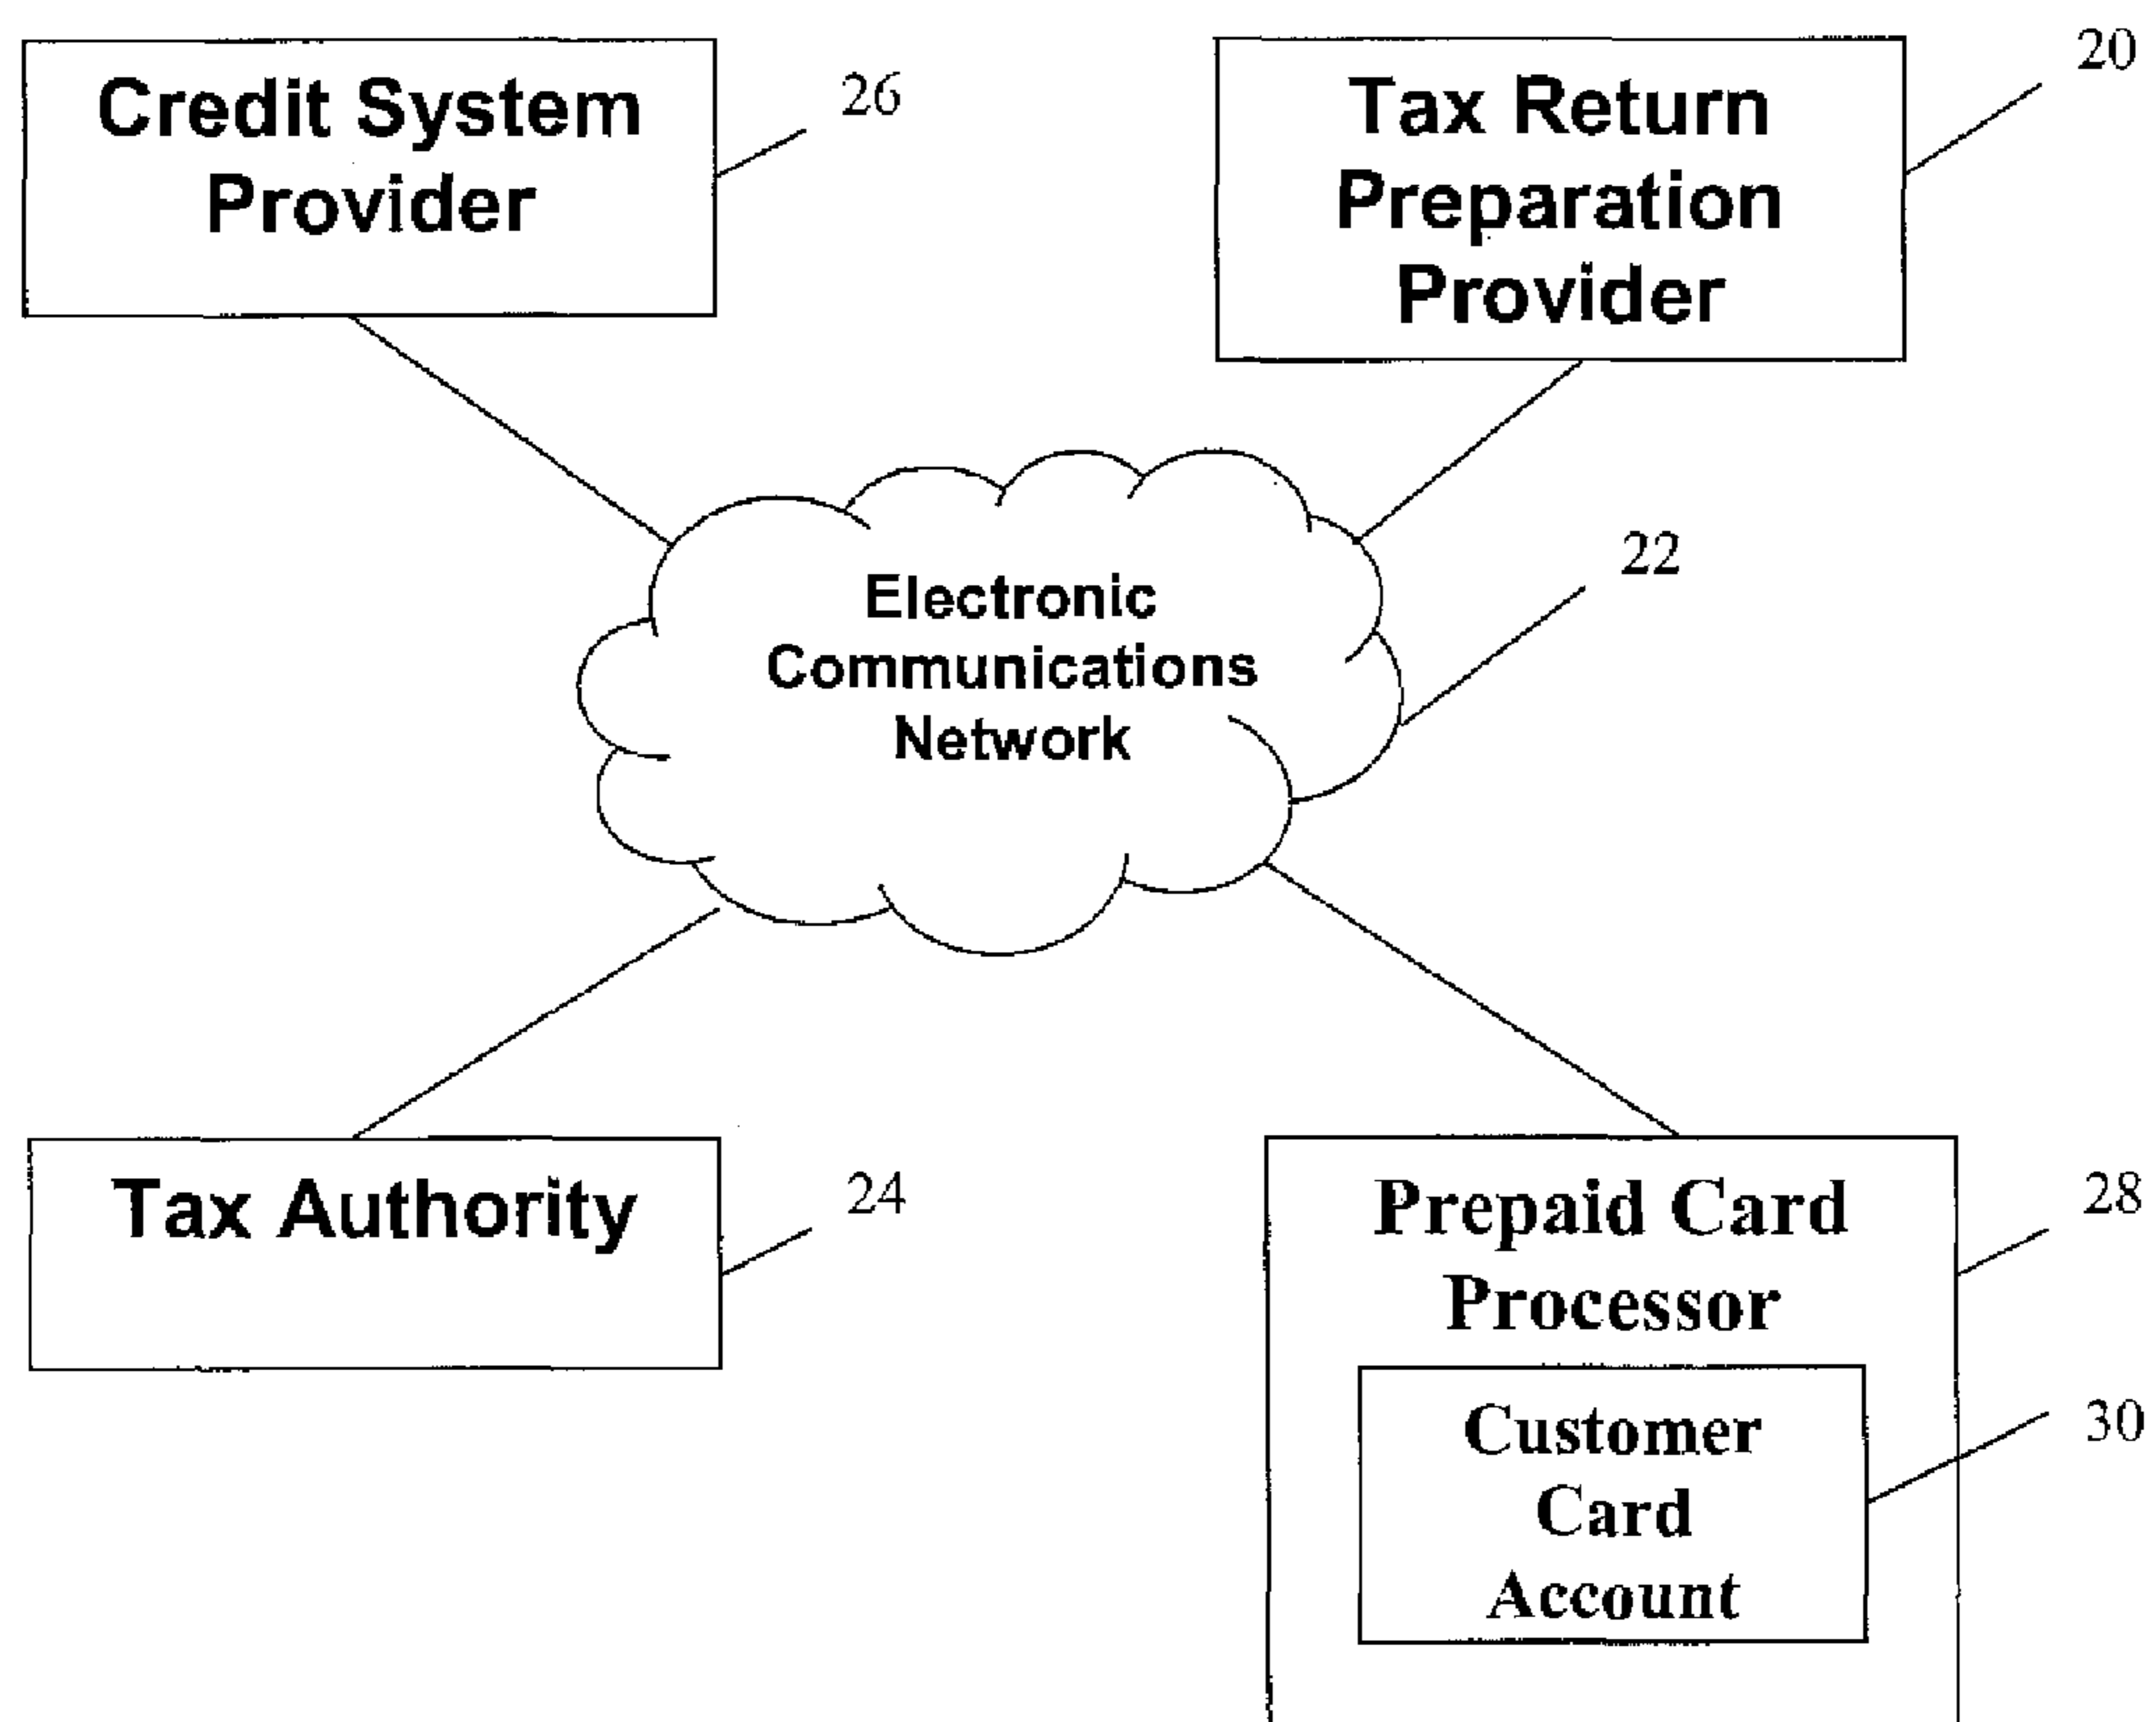 Credit System
Provider
26
Tax Return
Preparation
Provider
20
Electronic
Communications
Network
22
Tax Authority
24
Prepaid Card
Processor
28
Customer
Card
Account
30